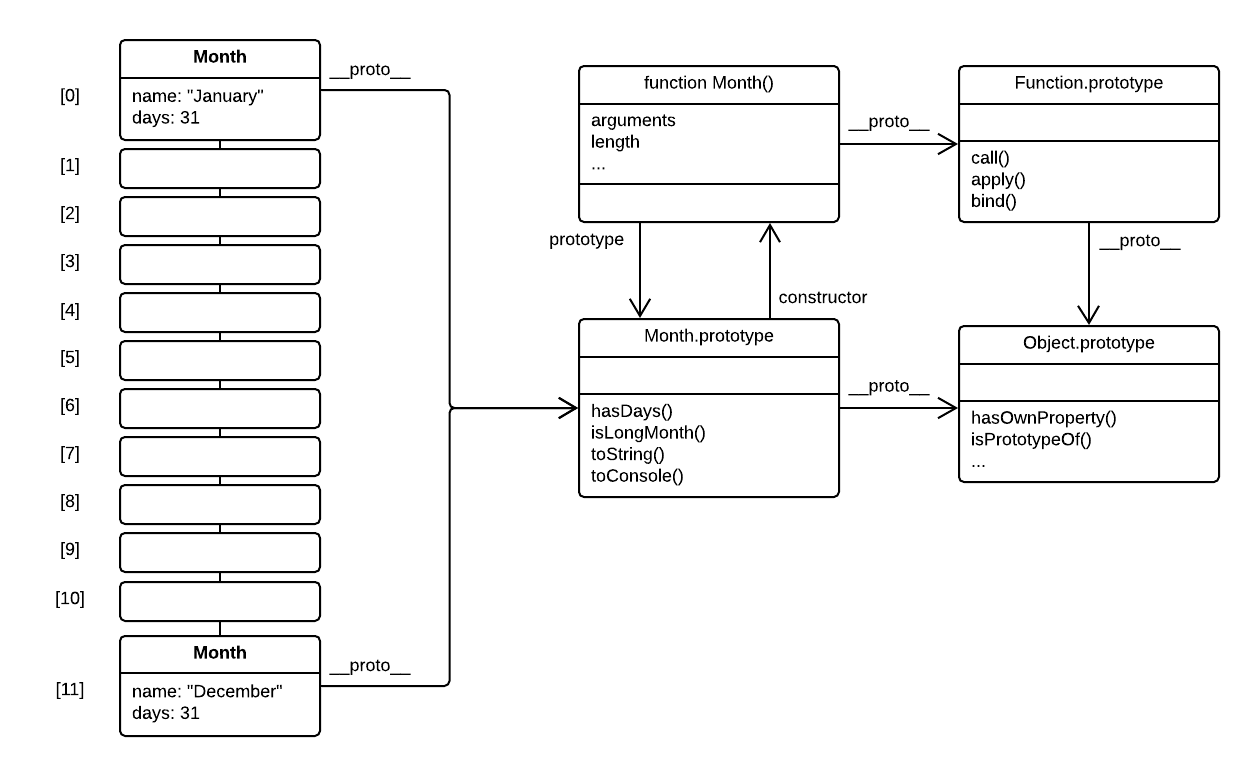 Month
__proto__
[0]
name: "January"
days: 31
[1]
[2]
[3]
[4]
[5]
[6]
[7]
[8]
[9]
[10]
Month
__proto__
[11]
name: "December"
days: 31
function Month()
arguments
length
...
__proto__
Function.prototype
call()
apply()
bind()
prototype
constructor
__proto__
Month.prototype
hasDays()
isLongMonth()
toString()
toConsole()
__proto__
Object.prototype
hasOwnProperty()
isPrototypeOf()
...